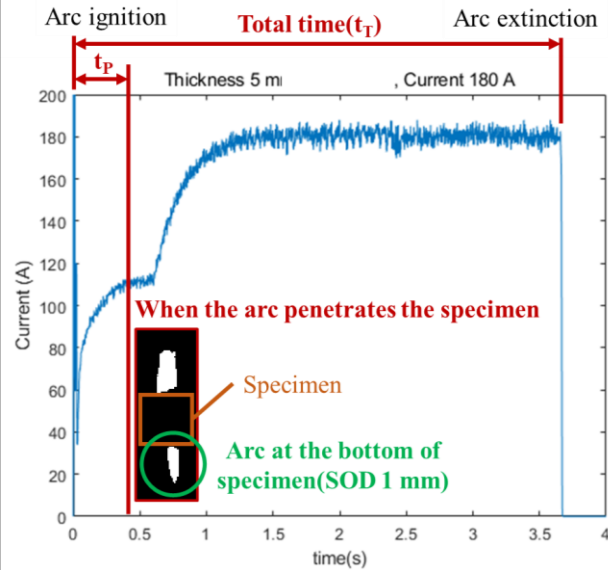 Arc ignition
Total time(tT)
Arc extinction
tP
Thickness 5 m
, Current 180 A
200
180
160
140
120
100
80
60
40
20
0
Current (A)
When the arc penetrates the specimen
Specimen
Arc at the bottom of
specimen(SOD 1 mm)
0
0.5
1
1.5
2
2.5
3
3.5
4
time(s)